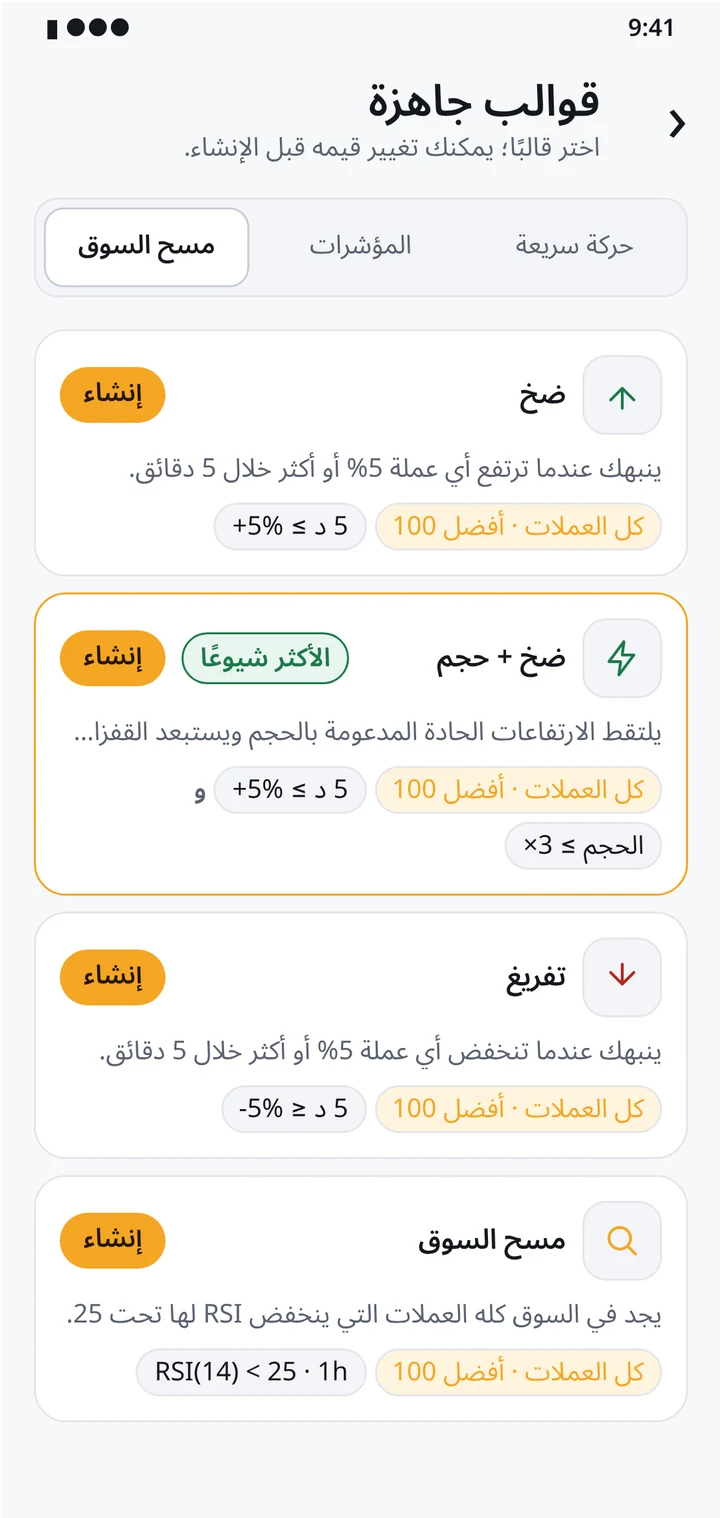 9:41
قوالب جاهزة
اختر قالبًا؛ يمكنك تغيير قيمه قبل الإنشاء.
حركة سريعة
المؤشرات
مسح السوق
ضخ
إنشاء
ينبهك عندما ترتفع أي عملة 5% أو أكثر خلال 5 دقائق.
كل العملات · أفضل 100
5 د ≥ 5%+
ضخ + حجم
الأكثر شيوعًا
إنشاء
يلتقط الارتفاعات الحادة المدعومة بالحجم ويستبعد القفزا...
كل العملات · أفضل 100
5 د ≥ 5%+ و
الحجم ≥ 3×
تفريغ
إنشاء
ينبهك عندما تنخفض أي عملة 5% أو أكثر خلال 5 دقائق.
كل العملات · أفضل 100
5 د ≤ 5%-
مسح السوق
إنشاء
يجد في السوق كله العملات التي ينخفض RSI لها تحت 25.
كل العملات · أفضل 100
RSI(14) < 25 · 1h